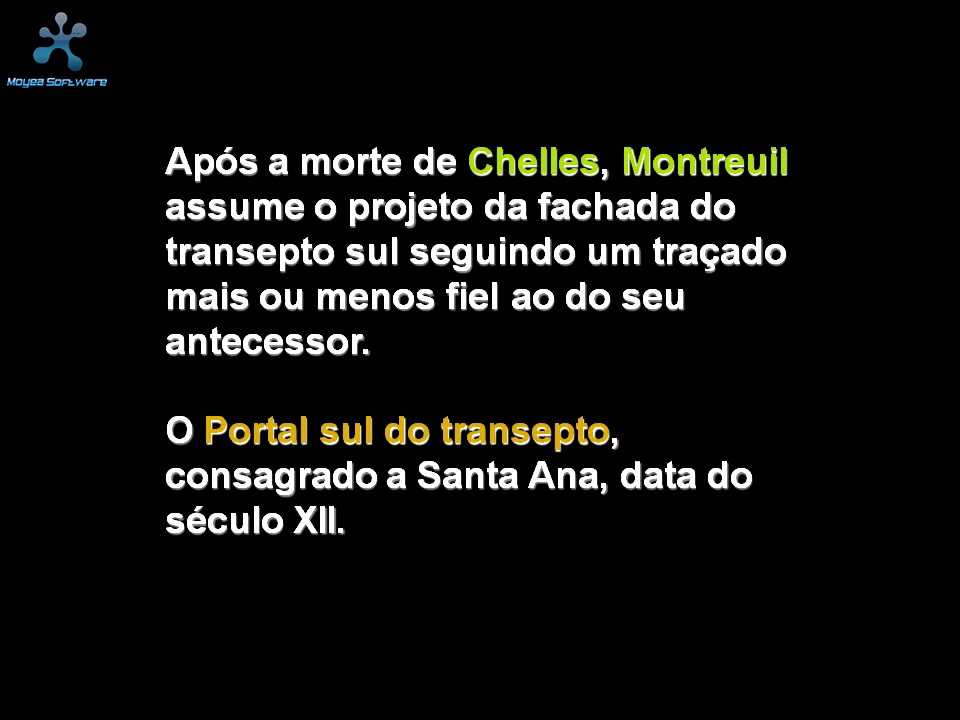 Moyea Software
Após a morte de Chelles, Montreuil
assume o projeto da fachada do
transepto sul seguindo um traçado
mais ou menos fiel ao do seu
antecessor.
O Portal sul do transepto,
consagrado a Santa Ana, data do
século XII.